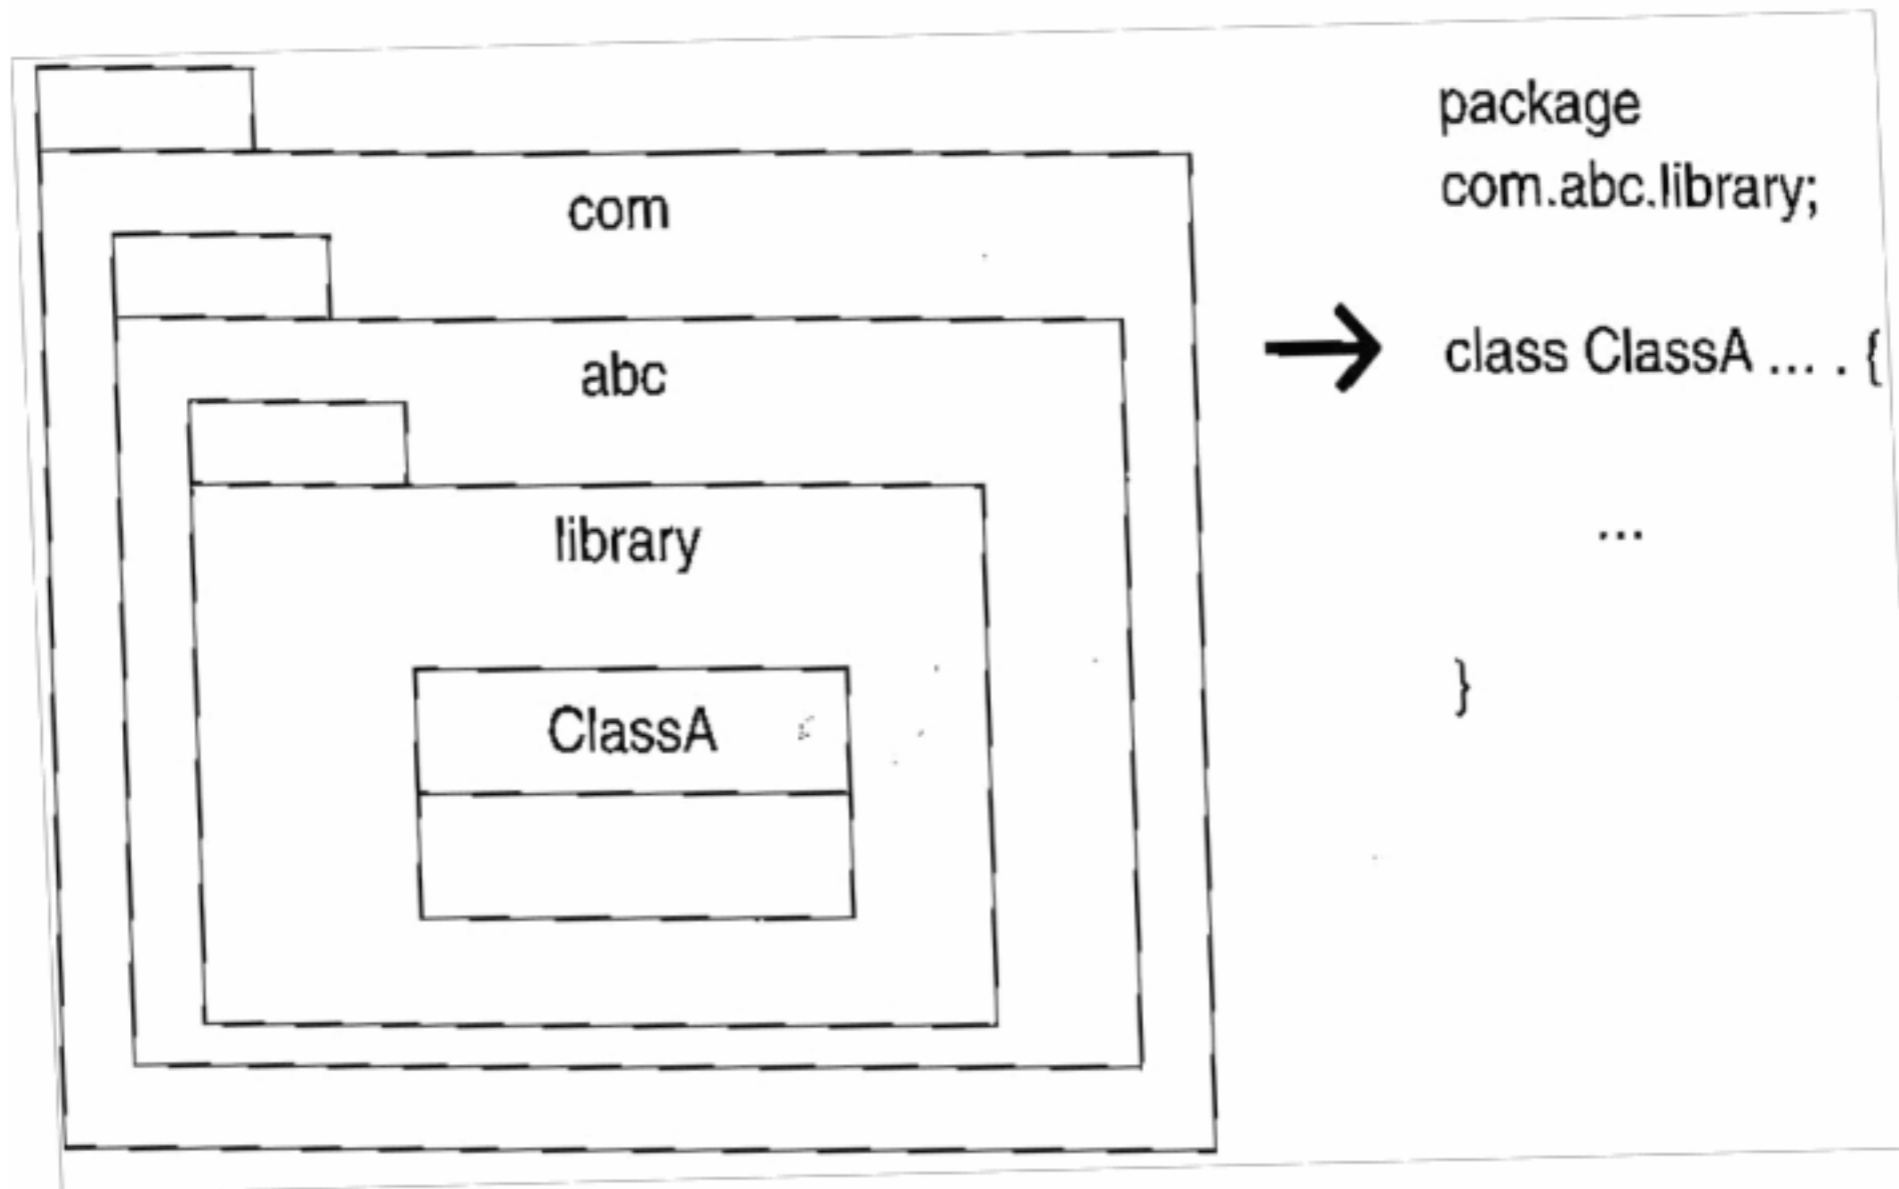 com
abc
library
ClassA
package
com.abc.library;
class ClassA ... . {
...
}